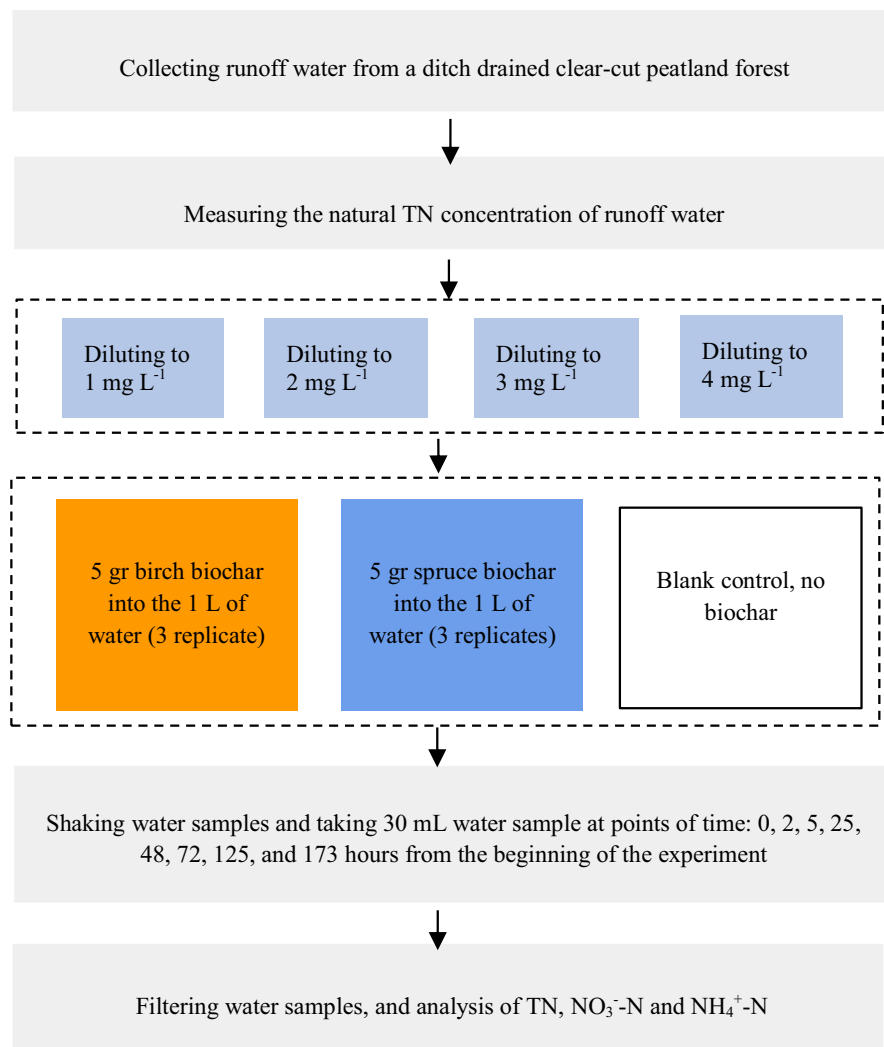 Collecting runoff water from a ditch drained clear-cut peatland forest
Measuring the natural TN concentration of runoff water
Diluting to
1 mg L⁻¹
Diluting to
2 mg L⁻¹
Diluting to
3 mg L⁻¹
Diluting to
4 mg L⁻¹
5 gr birch biochar
into the 1 L of
water (3 replicate)
5 gr spruce biochar
into the 1 L of
water (3 replicates)
Blank control, no
biochar
Shaking water samples and taking 30 mL water sample at points of time: 0, 2, 5, 25,
48, 72, 125, and 173 hours from the beginning of the experiment
Filtering water samples, and analysis of TN, NO₃⁻-N and NH₄⁺-N